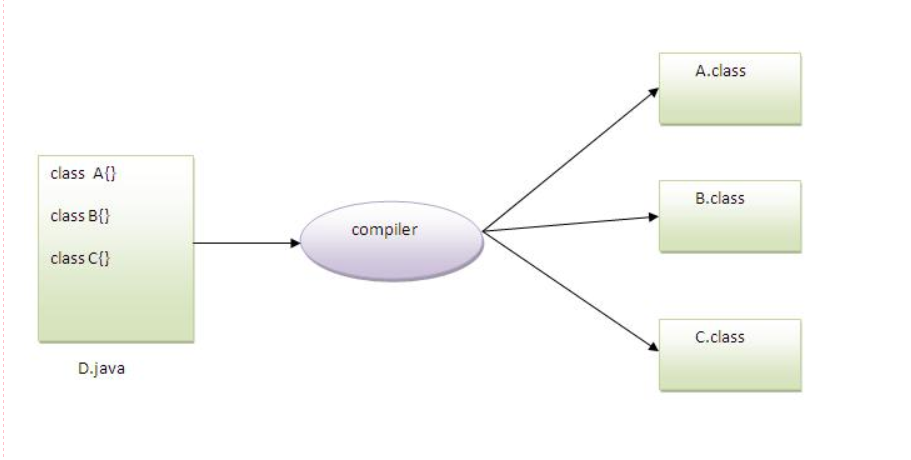 class A{}
class B{}
class C{}
D.java
compiler
A.class
B.class
C.class